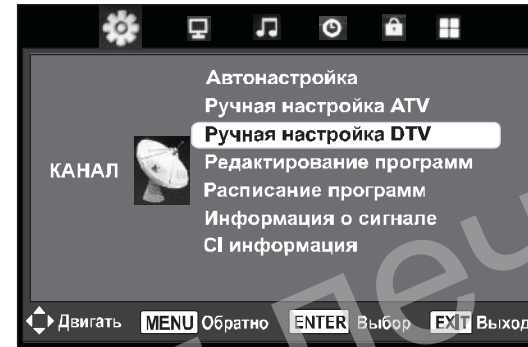 Автонастройка
Ручная настройка ATV
Ручная настройка DTV
КАНАЛ
Редактирование программ
Расписание программ
Информация о сигнале
CI информация
Двигать MENU Обратно ENTER Выбор EXIT Выход